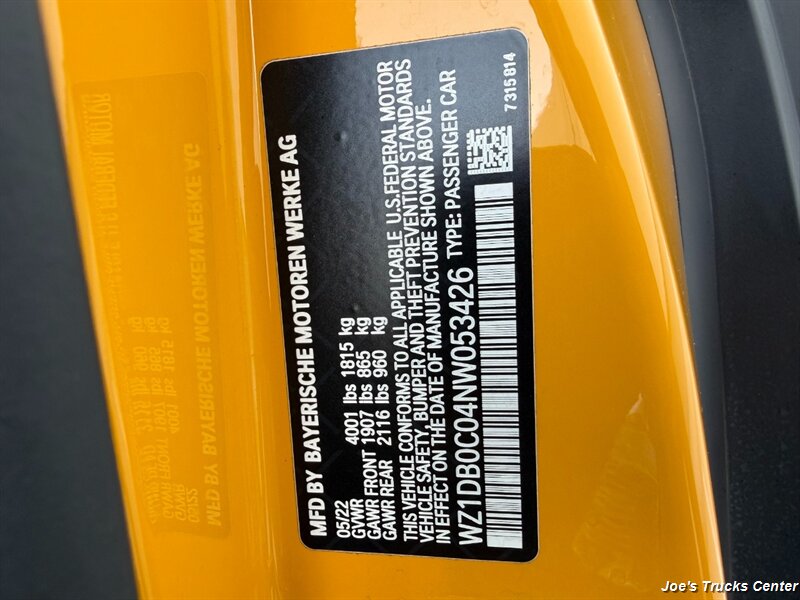 MFD BY BAYERISCHE MOTOREN WERKE AG
05/22
GVWR 4001 lbs 1815 kg
GAWR FRONT 1907 lbs 865 kg
GAWR REAR 2116 lbs 960 kg
THIS VEHICLE CONFORMS TO ALL APPLICABLE U.S.FEDERAL MOTOR
VEHICLE SAFETY, BUMPER AND THEFT PREVENTION STANDARDS
IN EFFECT ON THE DATE OF MANUFACTURE SHOWN ABOVE.
WZ1DB0C04NW053426 TYPE: PASSENGER CAR
7315814
Joe's Trucks Center